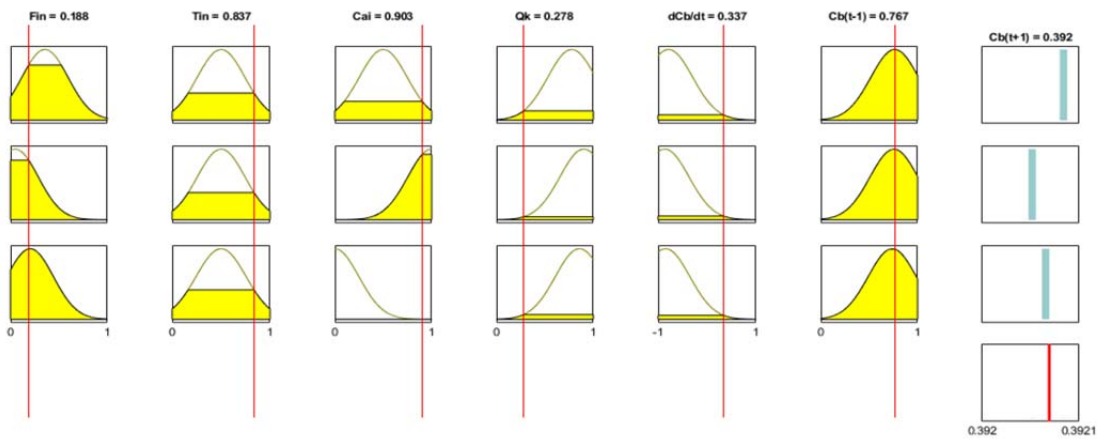 Fin = 0.188 Tin = 0.837 Cai = 0.903 Qk = 0.278 dCb/dt = 0.337 Cb(t-1) = 0.767
Cb(t+1) = 0.392
0 1 0 1 0 1 0 1 -1 1 0 1
0.392 0.3921